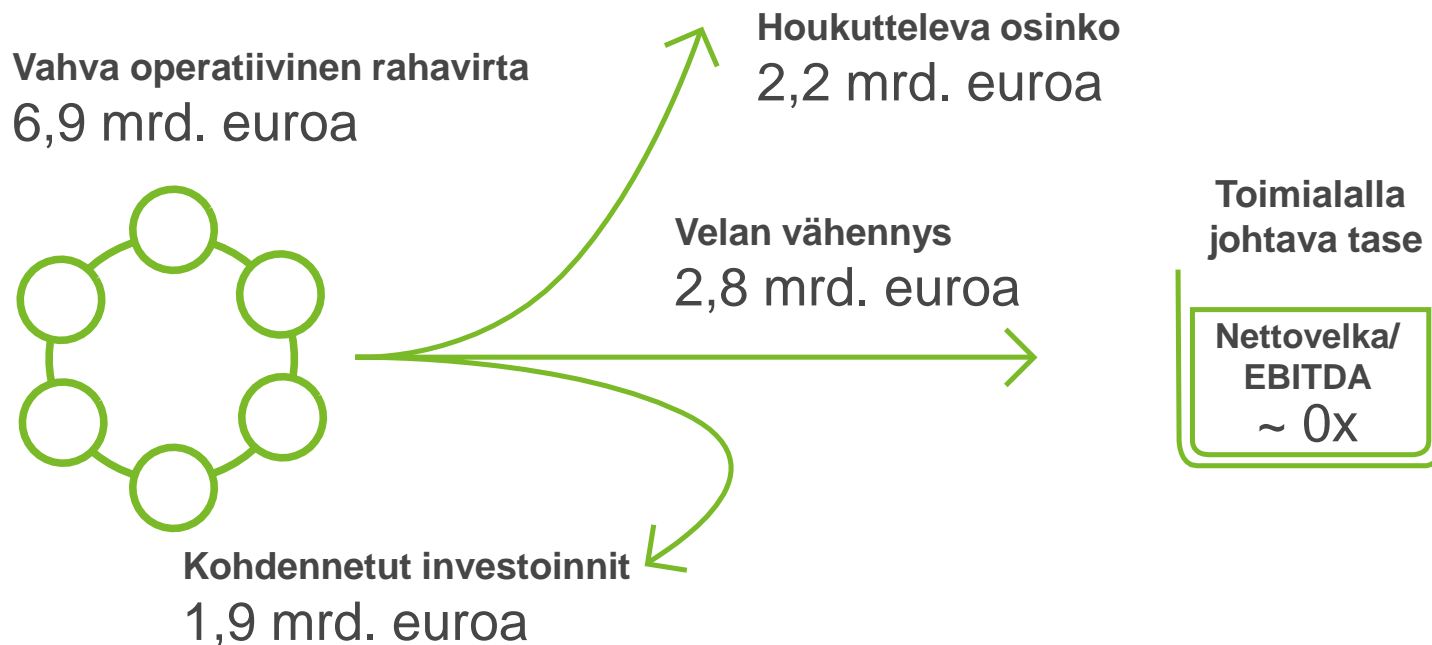 Vahva operatiivinen rahavirta
6,9 mrd. euroa
Houkutteleva osinko
2,2 mrd. euroa
Velan vähennys
2,8 mrd. euroa
Kohdennetut investoinnit
1,9 mrd. euroa
Toimialalla
johtava tase
Nettovelka/
EBITDA
~ 0x